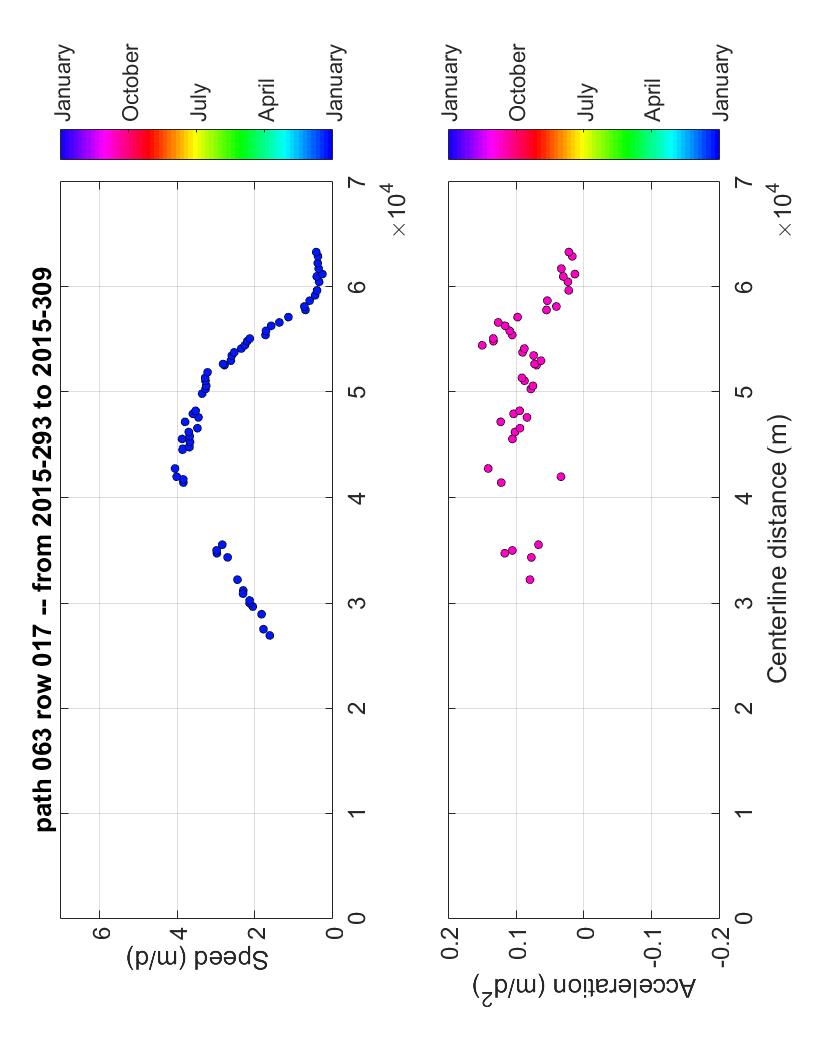 path 063 row 017 -- from 2015-293 to 2015-309
Speed (m/d)
6
4
2
0
0
1
2
3
4
5
6
7
×10⁴
January
October
July
April
January
Acceleration (m/d²)
0.2
0.1
0
-0.1
-0.2
0
1
2
3
4
5
6
7
×10⁴
Centerline distance (m)
January
October
July
April
January